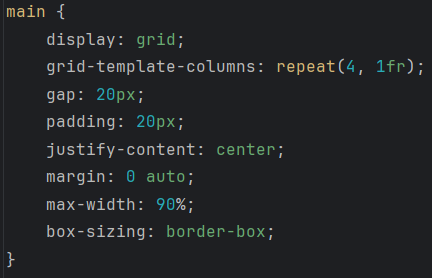 main {
    display: grid;
    grid-template-columns: repeat(4, 1fr);
    gap: 20px;
    padding: 20px;
    justify-content: center;
    margin: 0 auto;
    max-width: 90%;
    box-sizing: border-box;
}